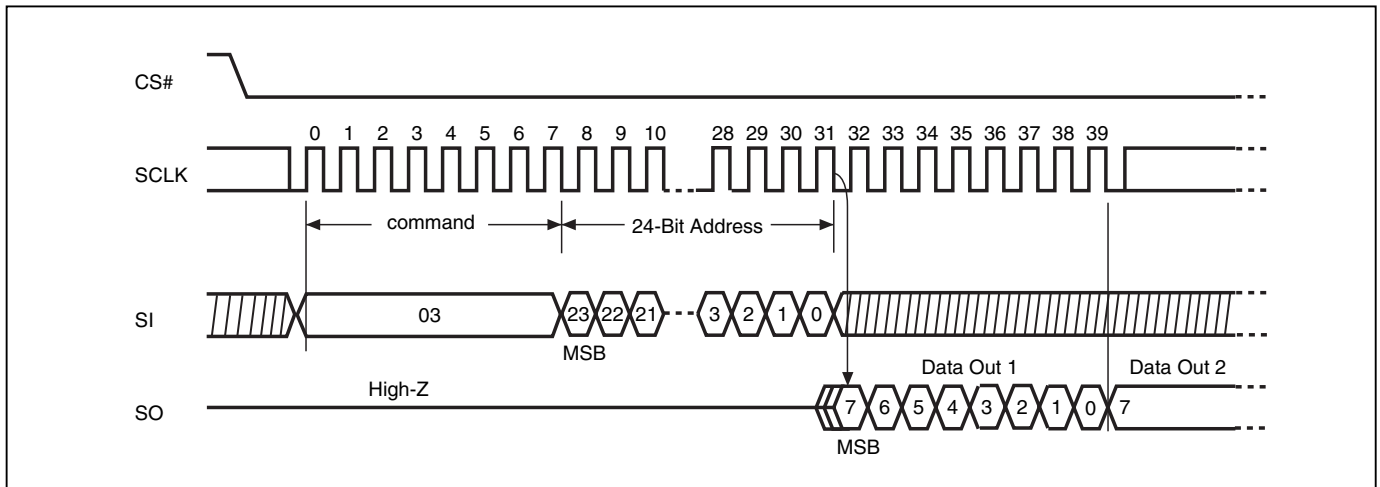 CS#
0 1 2 3 4 5 6 7 8 9 10 28 29 30 31 32 33 34 35 36 37 38 39
SCLK
command 24-Bit Address
SI 03 23 22 21 3 2 1 0
MSB
High-Z Data Out 1 Data Out 2
SO 7 6 5 4 3 2 1 0 7
MSB